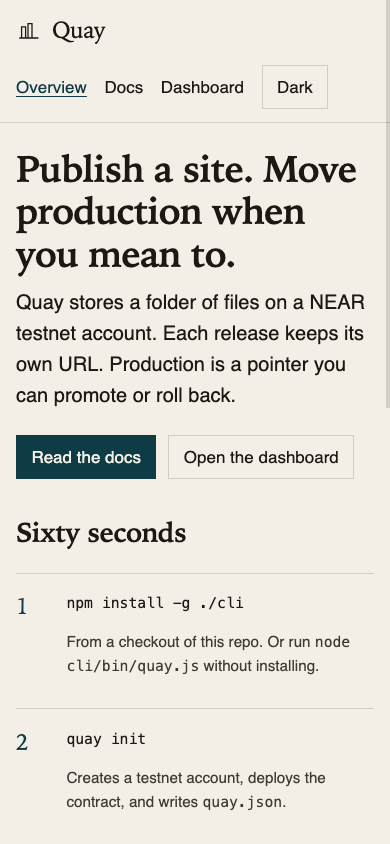 Quay
Overview Docs Dashboard Dark
Publish a site. Move
production when
you mean to.
Quay stores a folder of files on a NEAR
testnet account. Each release keeps its
own URL. Production is a pointer you
can promote or roll back.
Read the docs Open the dashboard
Sixty seconds
1 npm install -g ./cli
From a checkout of this repo. Or run node
cli/bin/quay.js without installing.
2 quay init
Creates a testnet account, deploys the
contract, and writes quay.json.